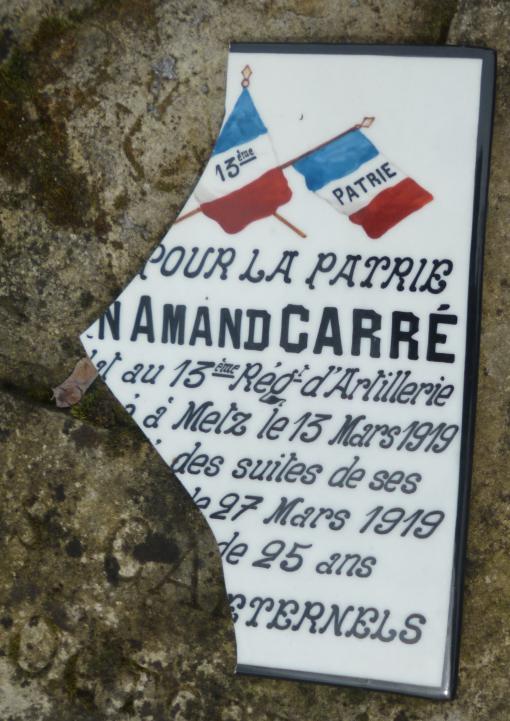 13ème
PATRIE
POUR LA PATRIE
AMAND CARRÉ
au 13ème Régt d'Artillerie
à Metz le 13 Mars 1919
des suites de ses
le 27 Mars 1919
de 25 ans
ETERNELS